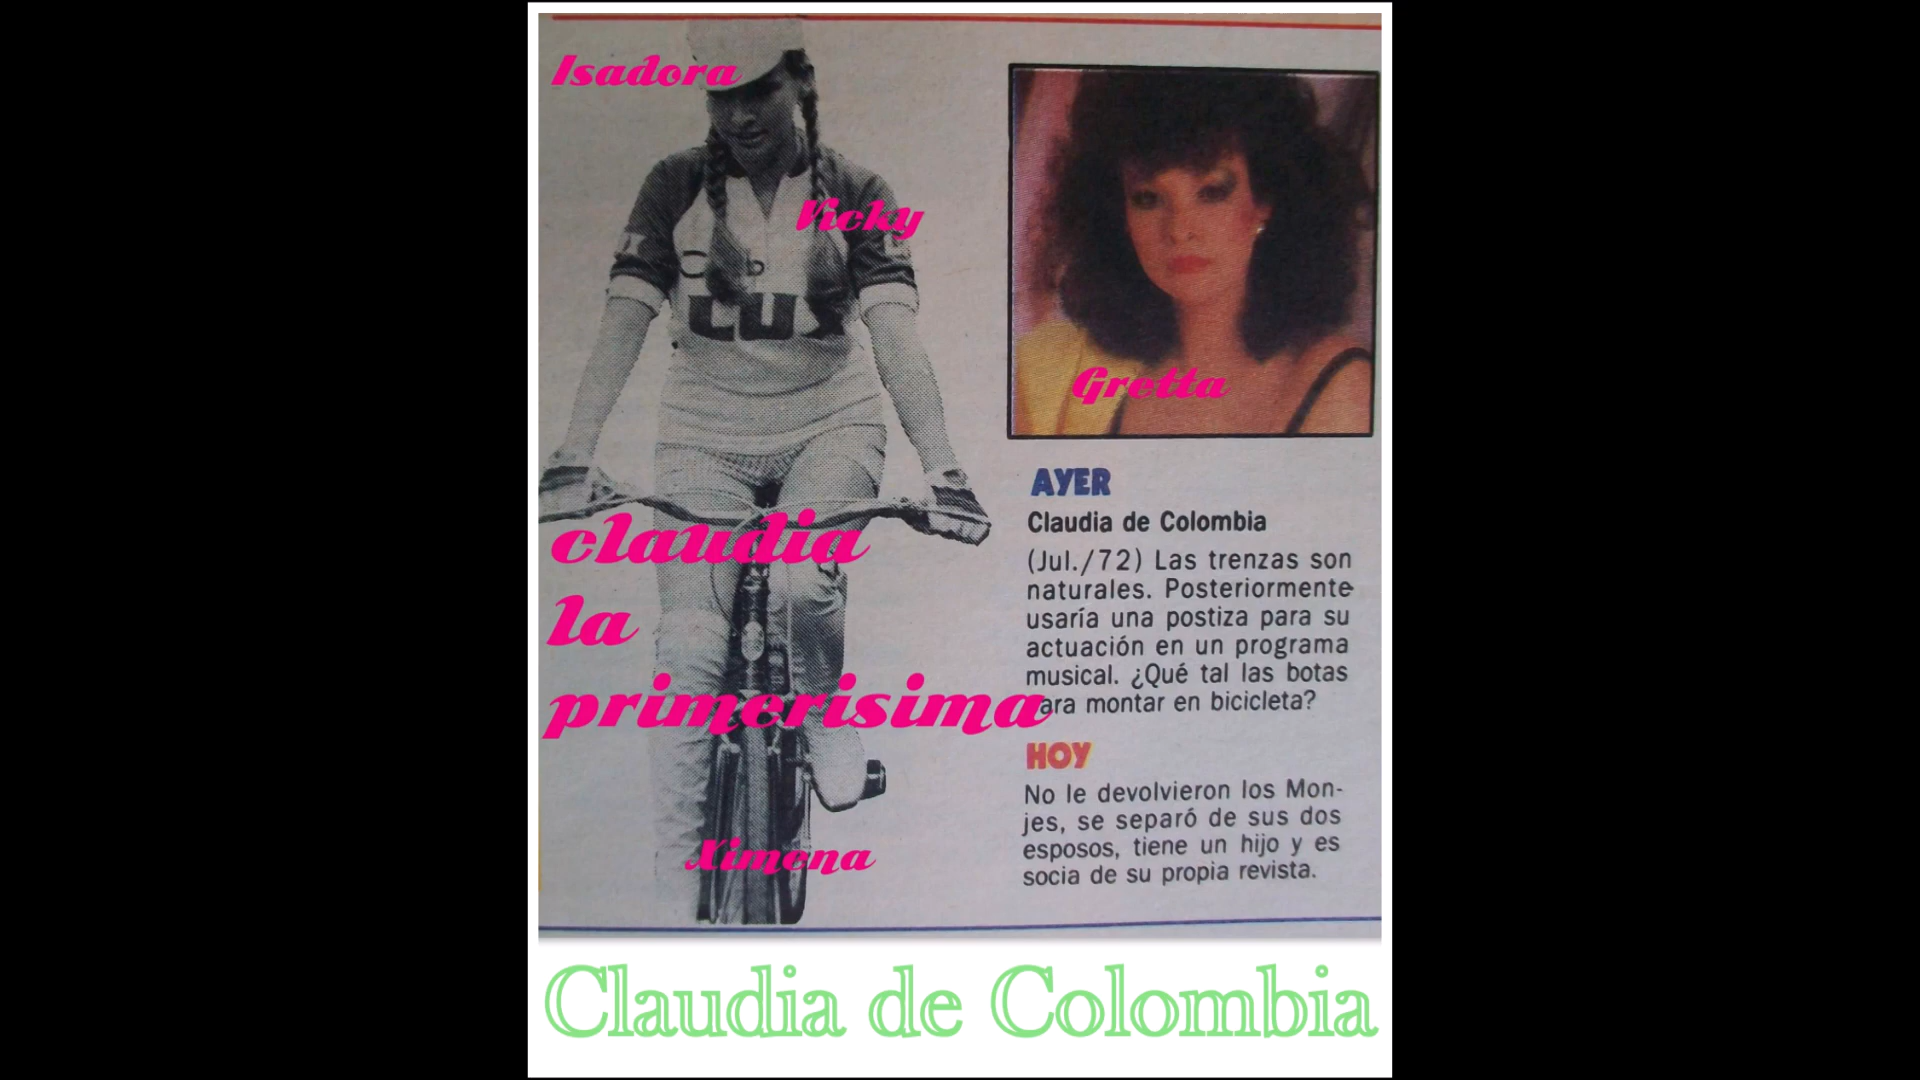 Isadora
Vicky
LUX
Gretta
claudia
la
primerisima
Ximena
AYER
Claudia de Colombia
(Jul./72) Las trenzas son
naturales. Posteriormente
usaría una postiza para su
actuación en un programa
musical. ¿Qué tal las botas
ara montar en bicicleta?
HOY
No le devolvieron los Mon-
jes, se separó de sus dos
esposos, tiene un hijo y es
socia de su propia revista.
Claudia de Colombia